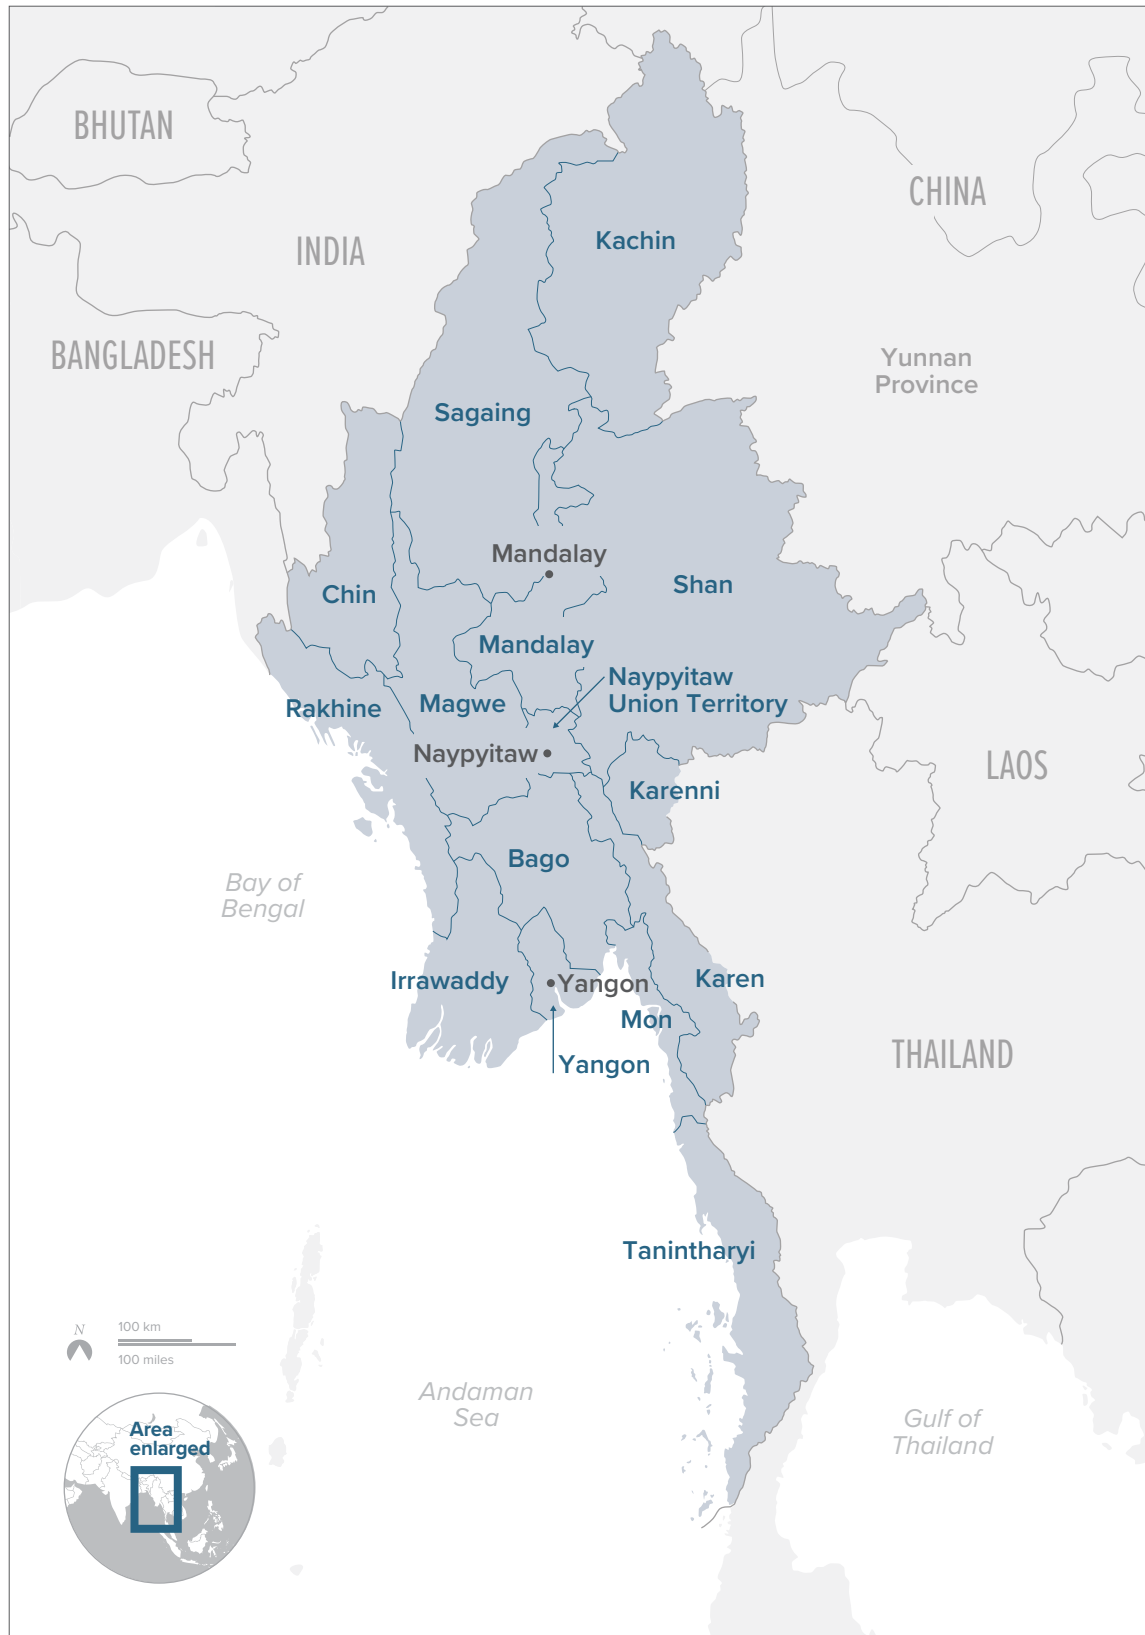 BHUTAN
CHINA
Kachin
INDIA
BANGLADESH
Yunnan
Province
Sagaing
Mandalay
Chin
Shan
Mandalay
Naypyitaw
Union Territory
Rakhine
Magwe
Naypyitaw
LAOS
Karenni
Bago
Bay of
Bengal
Irrawaddy
Yangon
Karen
Mon
Yangon
THAILAND
Tanintharyi
N
100 km
100 miles
Andaman
Sea
Gulf of
Thailand
Area
enlarged